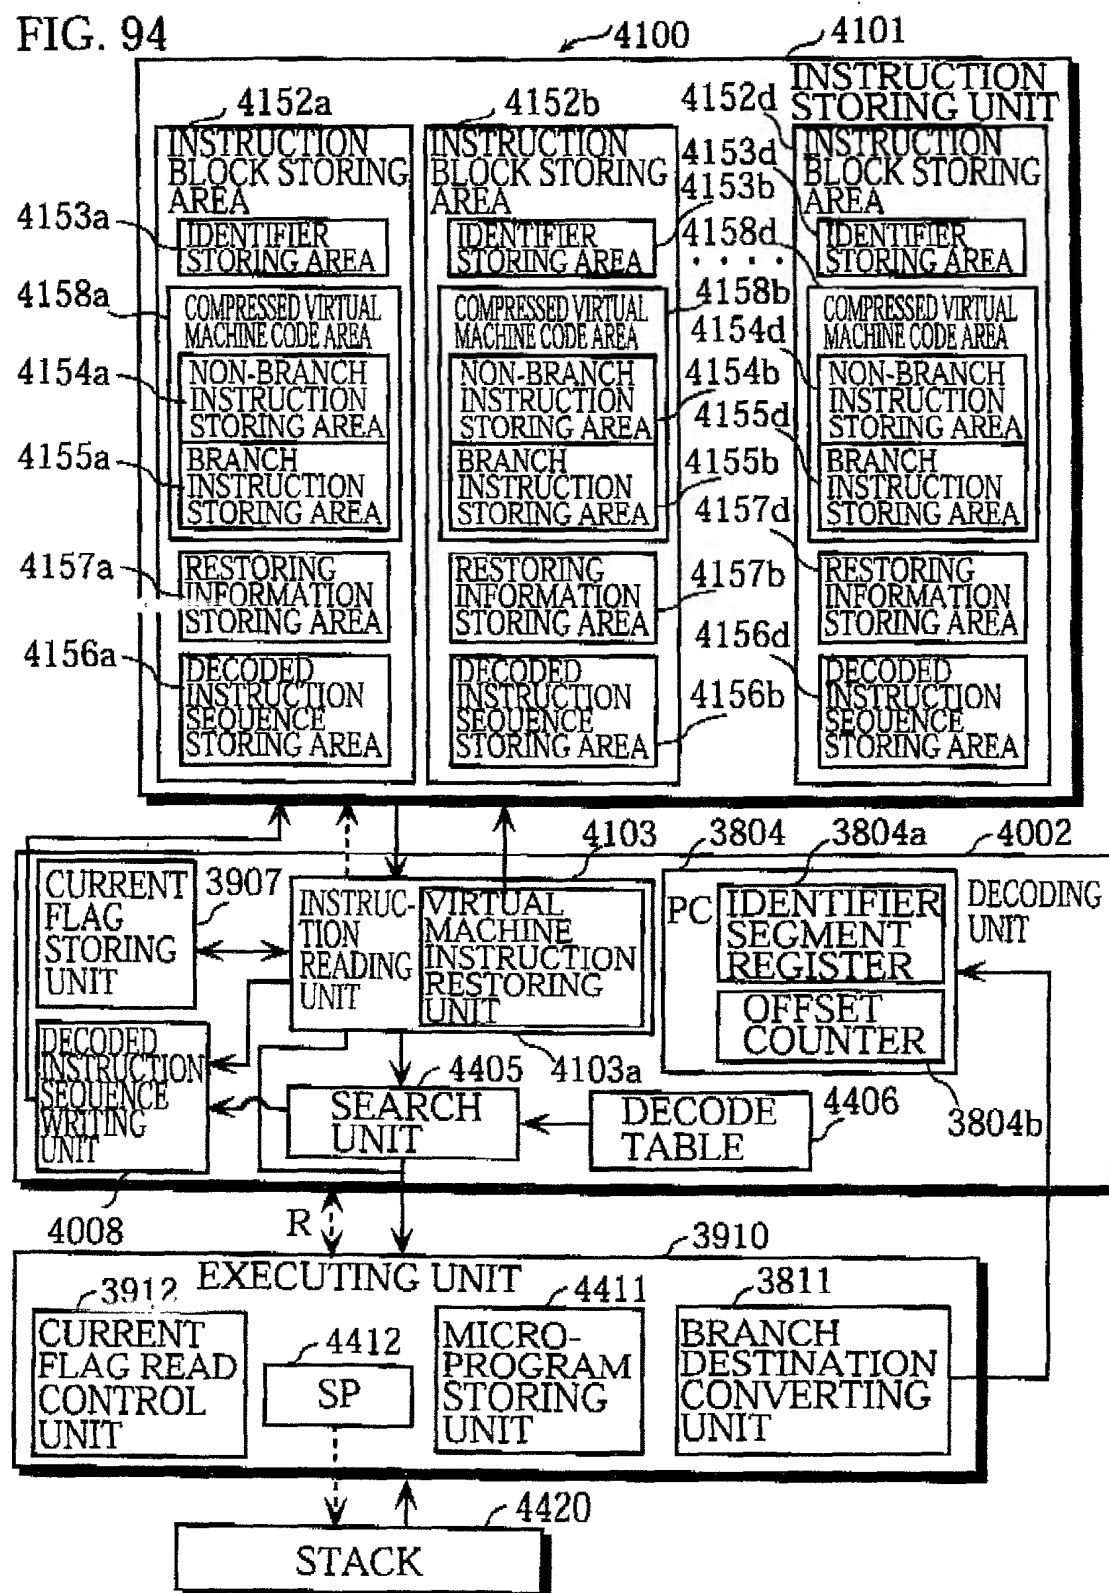 FIG. 94
4100
4101
INSTRUCTION
STORING UNIT
4152a
INSTRUCTION
BLOCK STORING
AREA
4153a
IDENTIFIER
STORING AREA
4158a
COMPRESSED VIRTUAL
MACHINE CODE AREA
4154a
NON-BRANCH
INSTRUCTION
STORING AREA
4155a
BRANCH
INSTRUCTION
STORING AREA
4157a
RESTORING
INFORMATION
STORING AREA
4156a
DECODED
INSTRUCTION
SEQUENCE
STORING AREA
4152b
INSTRUCTION
BLOCK STORING
AREA
4153b
IDENTIFIER
STORING AREA
4158b
COMPRESSED VIRTUAL
MACHINE CODE AREA
4154b
NON-BRANCH
INSTRUCTION
STORING AREA
4155b
BRANCH
INSTRUCTION
STORING AREA
4157b
RESTORING
INFORMATION
STORING AREA
4156b
DECODED
INSTRUCTION
SEQUENCE
STORING AREA
. . . .
4152d
INSTRUCTION
BLOCK STORING
AREA
4153d
IDENTIFIER
STORING AREA
4158d
COMPRESSED VIRTUAL
MACHINE CODE AREA
4154d
NON-BRANCH
INSTRUCTION
STORING AREA
4155d
BRANCH
INSTRUCTION
STORING AREA
4157d
RESTORING
INFORMATION
STORING AREA
4156d
DECODED
INSTRUCTION
SEQUENCE
STORING AREA
4002
DECODING
UNIT
3907
CURRENT
FLAG
STORING
UNIT
4103
INSTRUC-
TION
READING
UNIT
VIRTUAL
MACHINE
INSTRUCTION
RESTORING
UNIT
4103a
3804
PC
3804a
IDENTIFIER
SEGMENT
REGISTER
OFFSET
COUNTER
3804b
DECODED
INSTRUCTION
SEQUENCE
WRITING
UNIT
4008
4405
SEARCH
UNIT
4406
DECODE
TABLE
R
3910
EXECUTING UNIT
3912
CURRENT
FLAG READ
CONTROL
UNIT
4412
SP
4411
MICRO-
PROGRAM
STORING
UNIT
3811
BRANCH
DESTINATION
CONVERTING
UNIT
4420
STACK